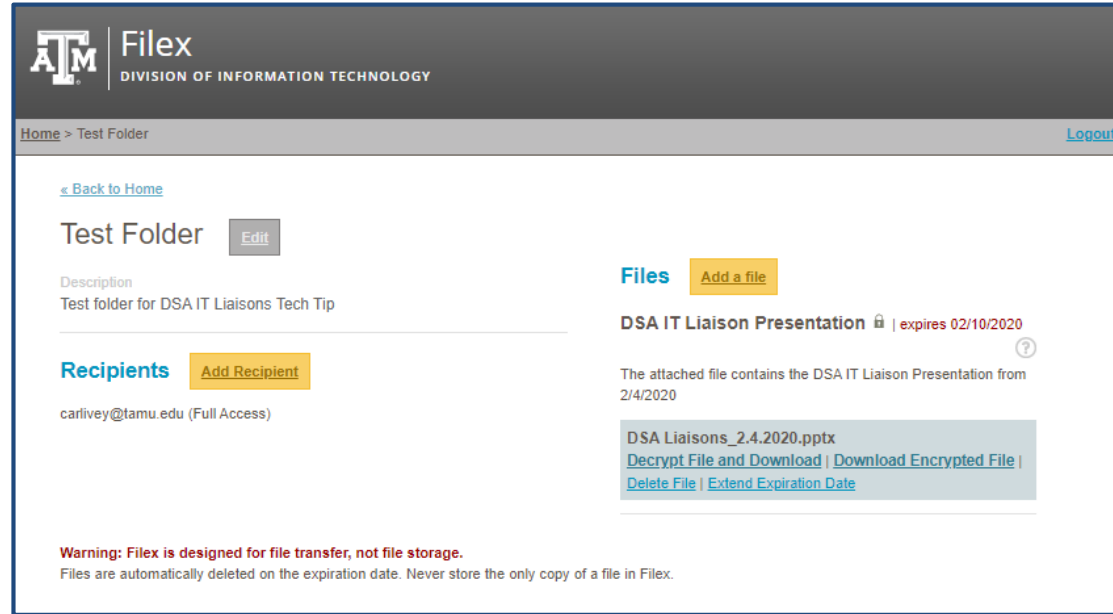 ĀM
Filex
DIVISION OF INFORMATION TECHNOLOGY
Home > Test Folder
Logout
« Back to Home
Test Folder
Edit
Description
Test folder for DSA IT Liaisons Tech Tip
Recipients
Add Recipient
carlivey@tamu.edu (Full Access)
Files
Add a file
DSA IT Liaison Presentation | expires 02/10/2020
?
The attached file contains the DSA IT Liaison Presentation from
2/4/2020
DSA Liaisons_2.4.2020.pptx
Decrypt File and Download | Download Encrypted File |
Delete File | Extend Expiration Date
Warning: Filex is designed for file transfer, not file storage.
Files are automatically deleted on the expiration date. Never store the only copy of a file in Filex.